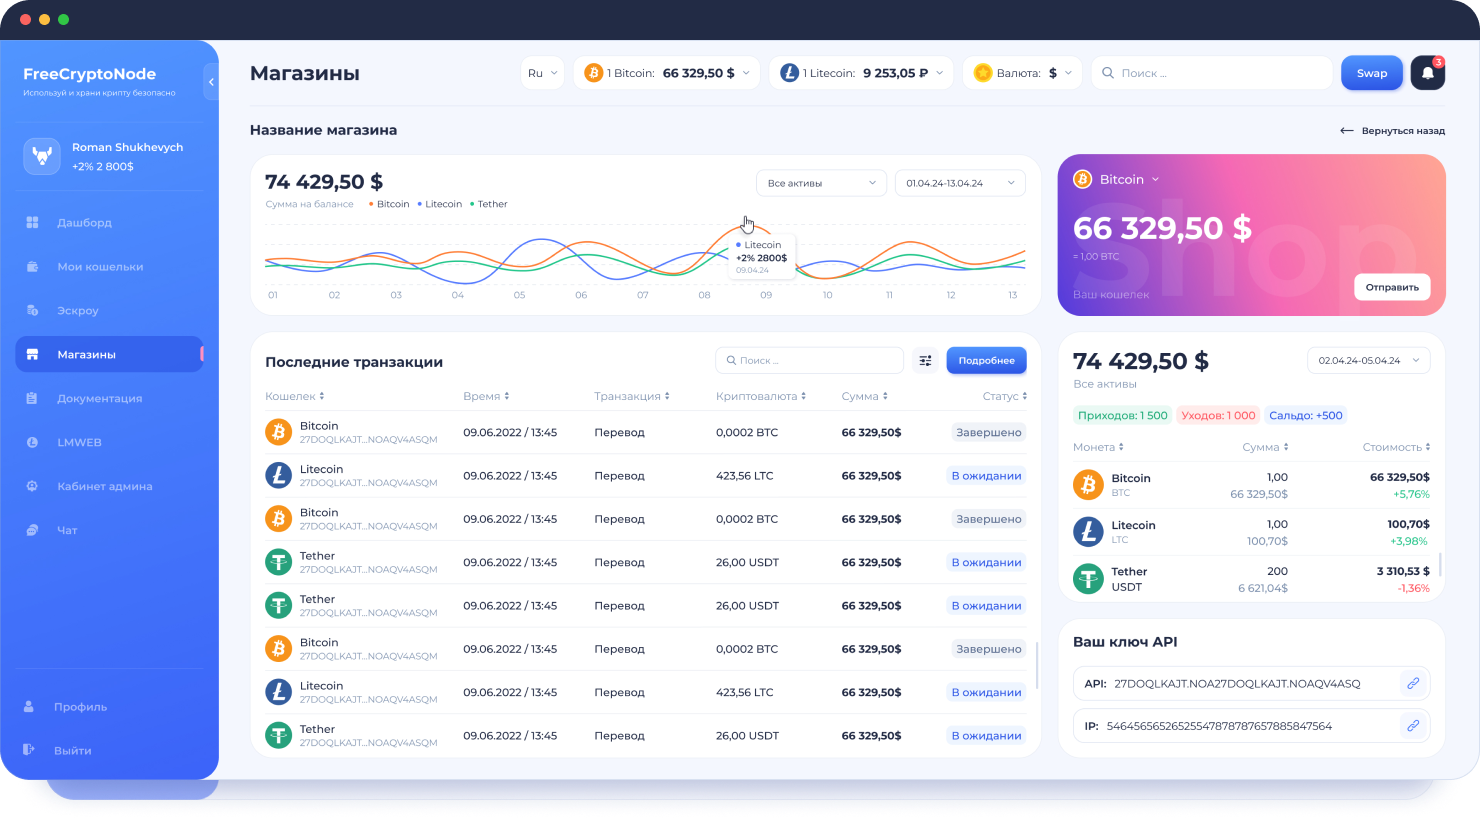 FreeCryptoNode
Используй и храни крипту безопасно
Roman Shukhevych
+2% 2 800$
Дашборд
Мои кошельки
Эскроу
Магазины
Документация
LMWEB
Кабинет админа
Чат
Профиль
Выйти
Магазины
Ru
1 Bitcoin: 66 329,50 $
1 Litecoin: 9 253,05 ₽
Валюта: $
Поиск ...
Swap
3
Название магазина
Вернуться назад
74 429,50 $
Сумма на балансе
Bitcoin Litecoin Tether
Все активы
01.04.24-13.04.24
Litecoin
+2% 2800$
09.04.24
01 02 03 04 05 06 07 08 09 10 11 12 13
Bitcoin
Shop
66 329,50 $
= 1,00 BTC
Ваш кошелек
Отправить
Последние транзакции
Поиск ...
Подробнее
Кошелек Время Транзакция Криптовалюта Сумма Статус
Bitcoin
27DOQLKAJT...NOAQV4ASQM
09.06.2022 / 13:45 Перевод 0,0002 BTC 66 329,50$ Завершено
Litecoin
27DOQLKAJT...NOAQV4ASQM
09.06.2022 / 13:45 Перевод 423,56 LTC 66 329,50$ В ожидании
Bitcoin
27DOQLKAJT...NOAQV4ASQM
09.06.2022 / 13:45 Перевод 0,0002 BTC 66 329,50$ Завершено
Tether
27DOQLKAJT...NOAQV4ASQM
09.06.2022 / 13:45 Перевод 26,00 USDT 66 329,50$ В ожидании
Tether
27DOQLKAJT...NOAQV4ASQM
09.06.2022 / 13:45 Перевод 26,00 USDT 66 329,50$ В ожидании
Bitcoin
27DOQLKAJT...NOAQV4ASQM
09.06.2022 / 13:45 Перевод 0,0002 BTC 66 329,50$ Завершено
Litecoin
27DOQLKAJT...NOAQV4ASQM
09.06.2022 / 13:45 Перевод 423,56 LTC 66 329,50$ В ожидании
Tether
27DOQLKAJT...NOAQV4ASQM
09.06.2022 / 13:45 Перевод 26,00 USDT 66 329,50$ В ожидании
74 429,50 $
Все активы
02.04.24-05.04.24
Приходов: 1 500 Уходов: 1 000 Сальдо: +500
Монета Сумма Стоимость
Bitcoin 1,00 66 329,50$
BTC 66 329,50$ +5,76%
Litecoin 1,00 100,70$
LTC 100,70$ +3,98%
Tether 200 3 310,53 $
USDT 6 621,04$ -1,36%
Ваш ключ API
API: 27DOQLKAJT.NOA27DOQLKAJT.NOAQV4ASQ
IP: 5464565652652554787878765788584​7564